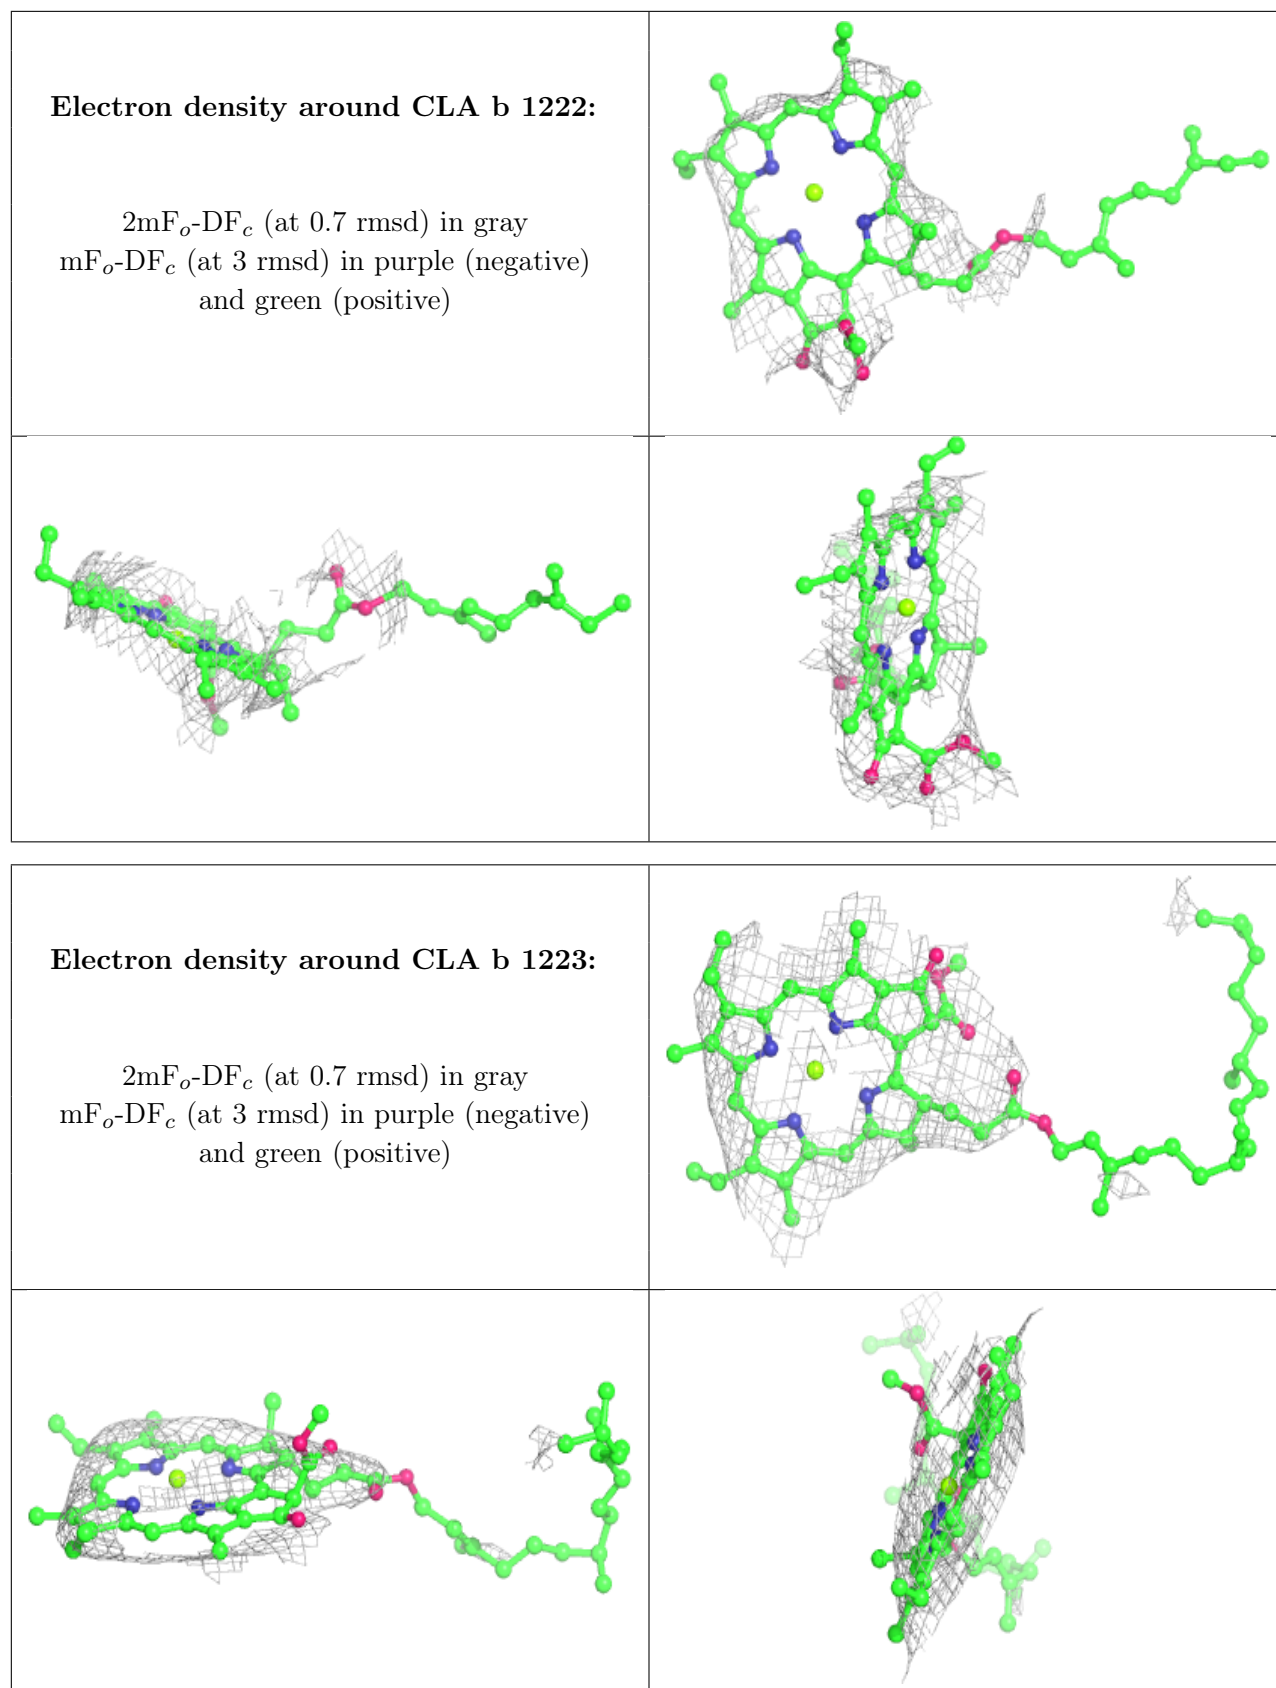 Electron density around CLA b 1222:
2mFₒ-DF𝒸 (at 0.7 rmsd) in gray
mFₒ-DF𝒸 (at 3 rmsd) in purple (negative)
and green (positive)
Electron density around CLA b 1223:
2mFₒ-DF𝒸 (at 0.7 rmsd) in gray
mFₒ-DF𝒸 (at 3 rmsd) in purple (negative)
and green (positive)